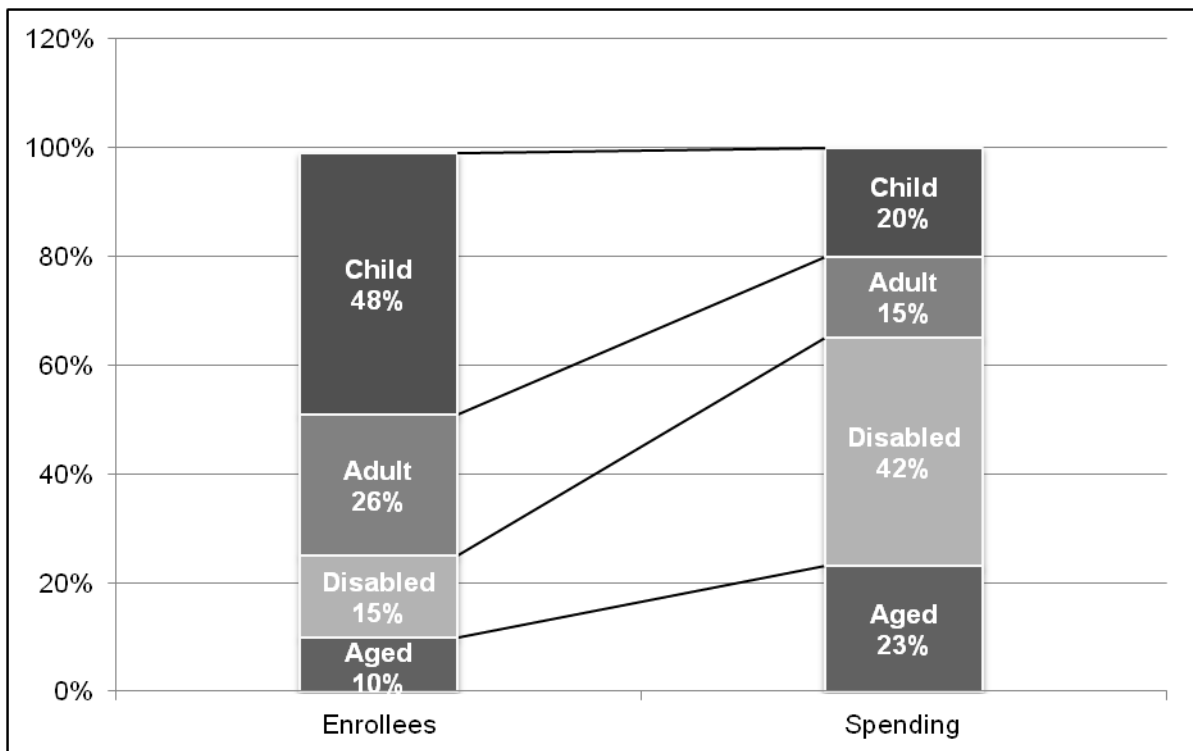 120%
100%
80%
60%
40%
20%
0%
Child
48%
Adult
26%
Disabled
15%
Aged
10%
Child
20%
Adult
15%
Disabled
42%
Aged
23%
Enrollees
Spending